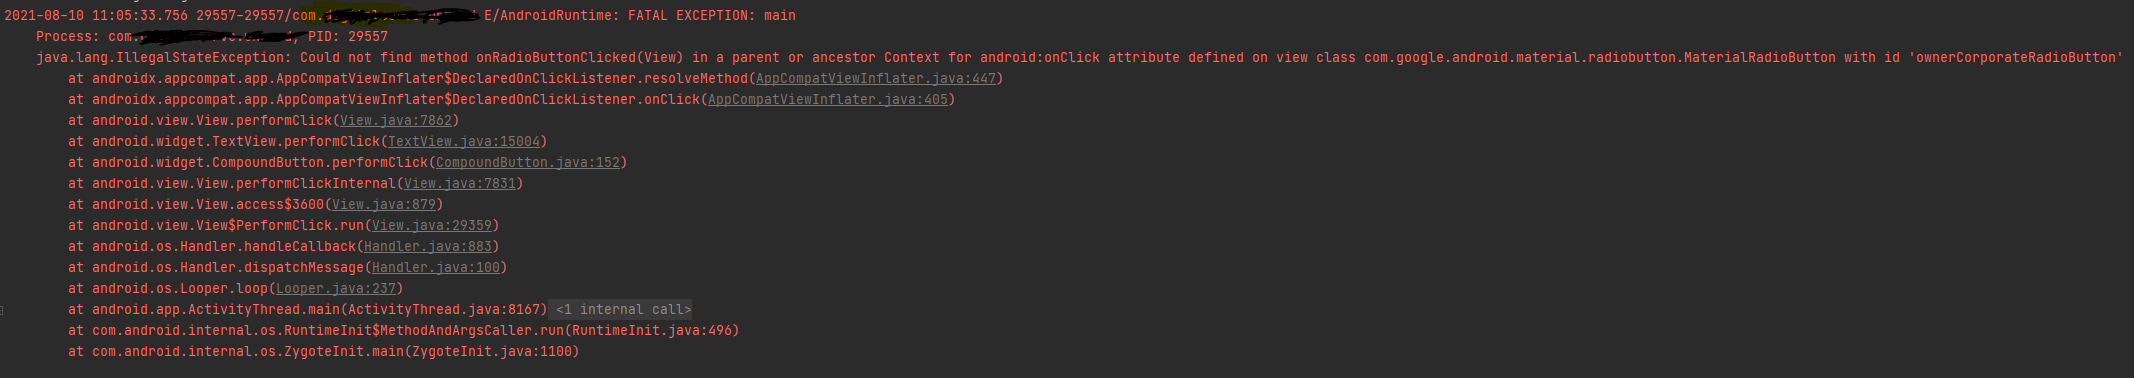 2021-08-10 11:05:33.756 29557-29557/com. E/AndroidRuntime: FATAL EXCEPTION: main
Process: com. PID: 29557
java.lang.IllegalStateException: Could not find method onRadioButtonClicked(View) in a parent or ancestor Context for android:onClick attribute defined on view class com.google.android.material.radiobutton.MaterialRadioButton with id 'ownerCorporateRadioButton'
at androidx.appcompat.app.AppCompatViewInflater$DeclaredOnClickListener.resolveMethod(AppCompatViewInflater.java:447)
at androidx.appcompat.app.AppCompatViewInflater$DeclaredOnClickListener.onClick(AppCompatViewInflater.java:405)
at android.view.View.performClick(View.java:7862)
at android.widget.TextView.performClick(TextView.java:15004)
at android.widget.CompoundButton.performClick(CompoundButton.java:152)
at android.view.View.performClickInternal(View.java:7831)
at android.view.View.access$3600(View.java:879)
at android.view.View$PerformClick.run(View.java:29359)
at android.os.Handler.handleCallback(Handler.java:883)
at android.os.Handler.dispatchMessage(Handler.java:100)
at android.os.Looper.loop(Looper.java:237)
at android.app.ActivityThread.main(ActivityThread.java:8167) <1 internal call>
at com.android.internal.os.RuntimeInit$MethodAndArgsCaller.run(RuntimeInit.java:496)
at com.android.internal.os.ZygoteInit.main(ZygoteInit.java:1100)